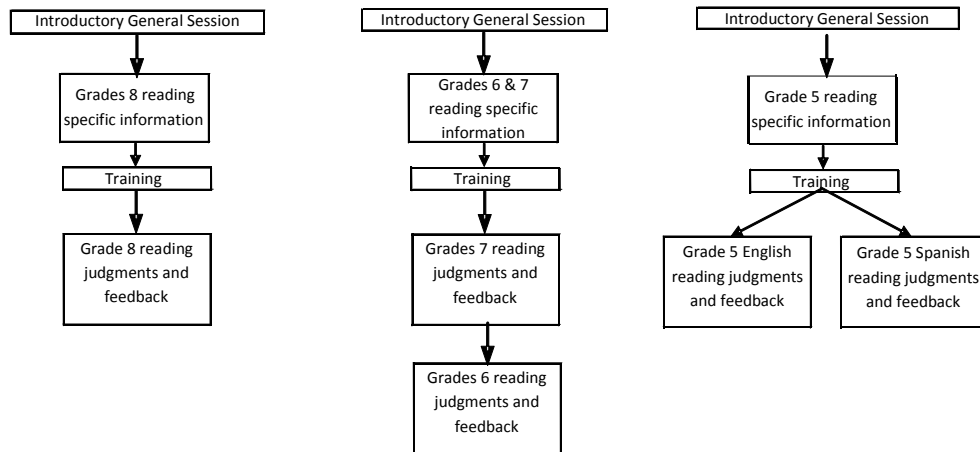 Introductory General Session
Grades 8 reading
specific information
Training
Grade 8 reading
judgments and
feedback
Introductory General Session
Grades 6 & 7
reading specific
information
Training
Grades 7 reading
judgments and
feedback
Grades 6 reading
judgments and
feedback
Introductory General Session
Grade 5 reading
specific information
Training
Grade 5 English
reading judgments
and feedback
Grade 5 Spanish
reading judgments
and feedback